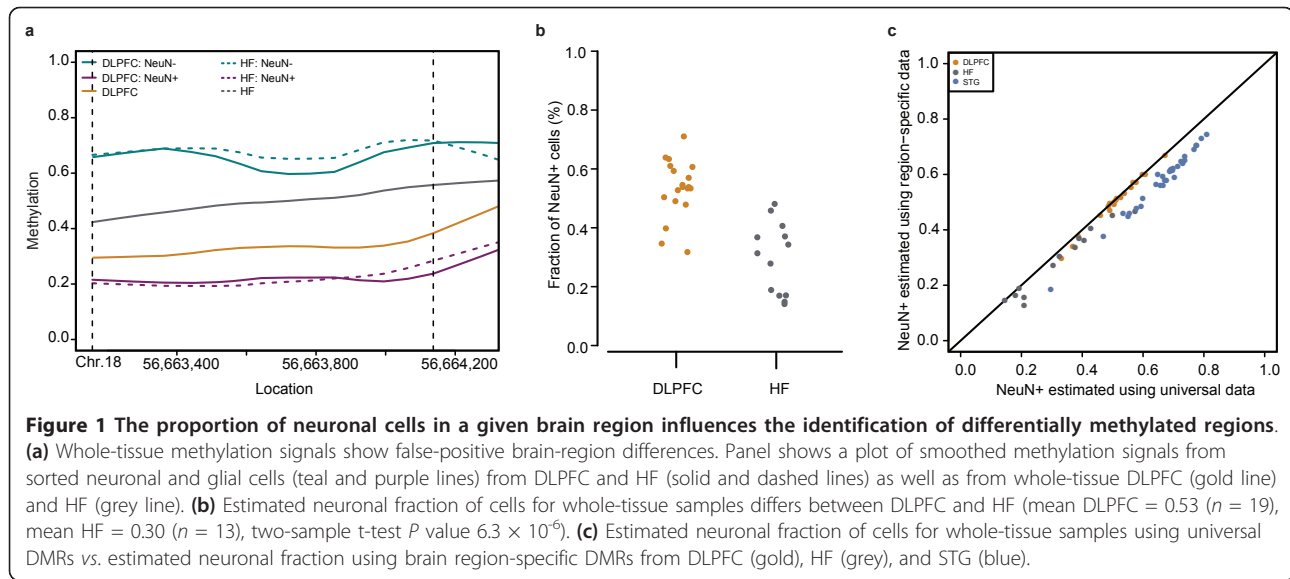 a
1.0
0.8
0.6
0.4
0.2
0.0
Methylation
DLPFC: NeuN-
DLPFC: NeuN+
DLPFC
HF: NeuN-
HF: NeuN+
HF
Chr.18
56,663,400
56,663,800
56,664,200
Location
b
1.0
0.8
0.6
0.4
0.2
0.0
Fraction of NeuN+ cells (%)
DLPFC
HF
c
1.0
0.8
0.6
0.4
0.2
0.0
NeuN+ estimated using region-specific data
DLPFC
HF
STG
0.0
0.2
0.4
0.6
0.8
1.0
NeuN+ estimated using universal data
Figure 1 The proportion of neuronal cells in a given brain region influences the identification of differentially methylated regions.
(a) Whole-tissue methylation signals show false-positive brain-region differences. Panel shows a plot of smoothed methylation signals from
sorted neuronal and glial cells (teal and purple lines) from DLPFC and HF (solid and dashed lines) as well as from whole-tissue DLPFC (gold line)
and HF (grey line). (b) Estimated neuronal fraction of cells for whole-tissue samples differs between DLPFC and HF (mean DLPFC = 0.53 (n = 19),
mean HF = 0.30 (n = 13), two-sample t-test P value 6.3 × 10⁻⁶). (c) Estimated neuronal fraction of cells for whole-tissue samples using universal
DMRs vs. estimated neuronal fraction using brain region-specific DMRs from DLPFC (gold), HF (grey), and STG (blue).